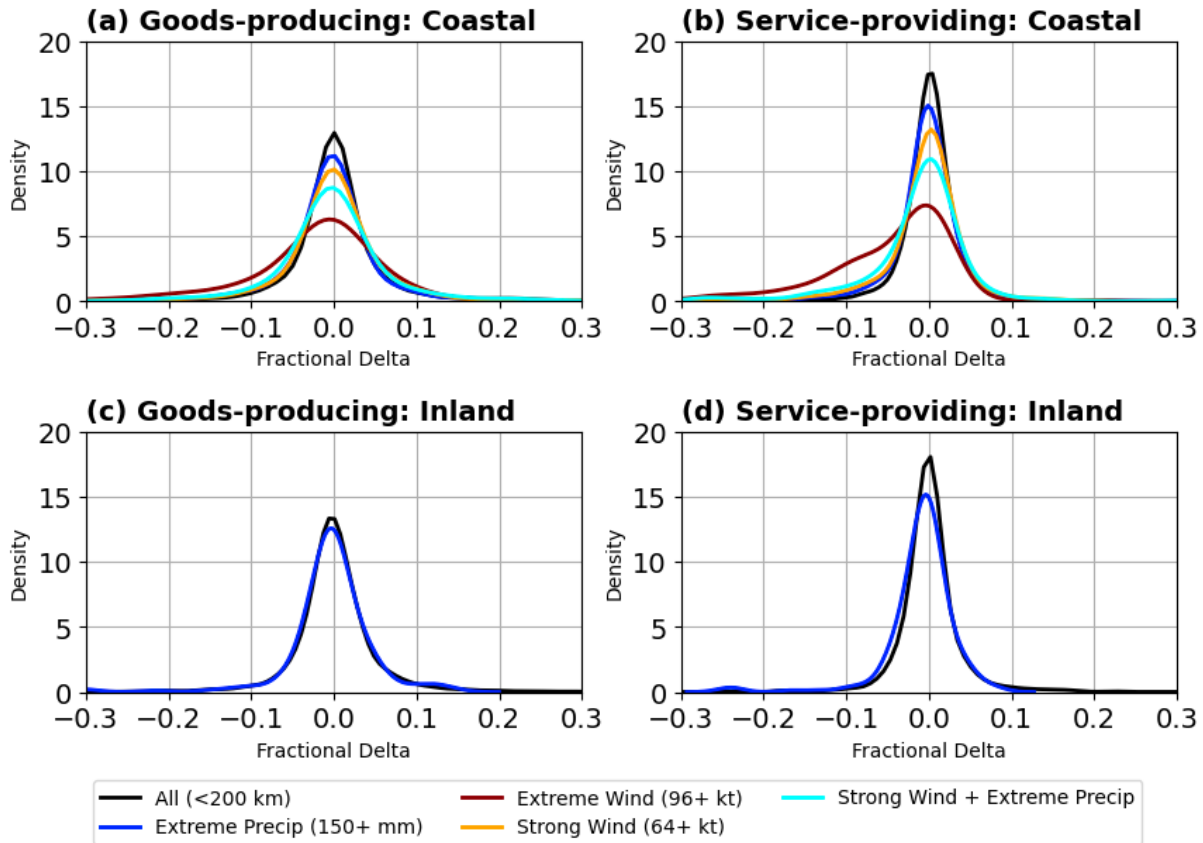 (a) Goods-producing: Coastal
(b) Service-providing: Coastal
20
15
10
5
0
Density
−0.3 −0.2 −0.1 0.0 0.1 0.2 0.3
Fractional Delta
20
15
10
5
0
Density
−0.3 −0.2 −0.1 0.0 0.1 0.2 0.3
Fractional Delta
(c) Goods-producing: Inland
(d) Service-providing: Inland
20
15
10
5
0
Density
−0.3 −0.2 −0.1 0.0 0.1 0.2 0.3
Fractional Delta
20
15
10
5
0
Density
−0.3 −0.2 −0.1 0.0 0.1 0.2 0.3
Fractional Delta
All (<200 km)
Extreme Precip (150+ mm)
Extreme Wind (96+ kt)
Strong Wind (64+ kt)
Strong Wind + Extreme Precip